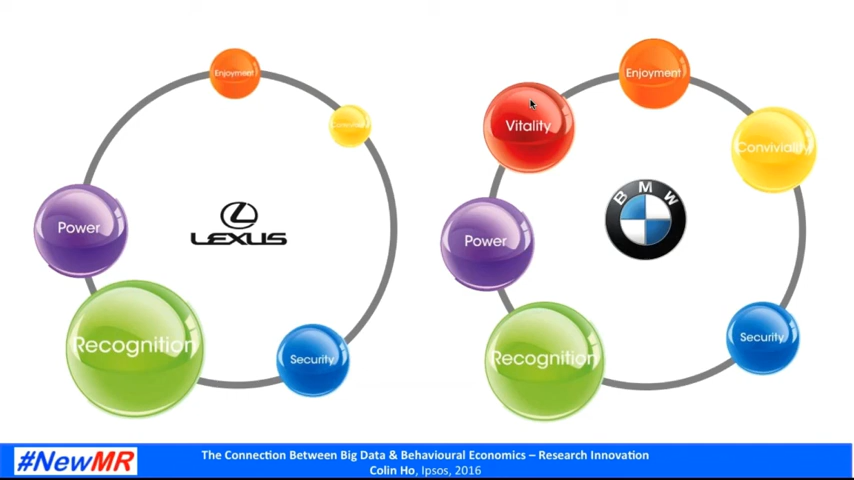 Enjoyment
Conviviality
Power
LEXUS
Recognition
Security
Enjoyment
Vitality
Conviviality
Power
BMW
Recognition
Security
#NewMR
The Connection Between Big Data & Behavioural Economics – Research Innovation
Colin Ho, Ipsos, 2016